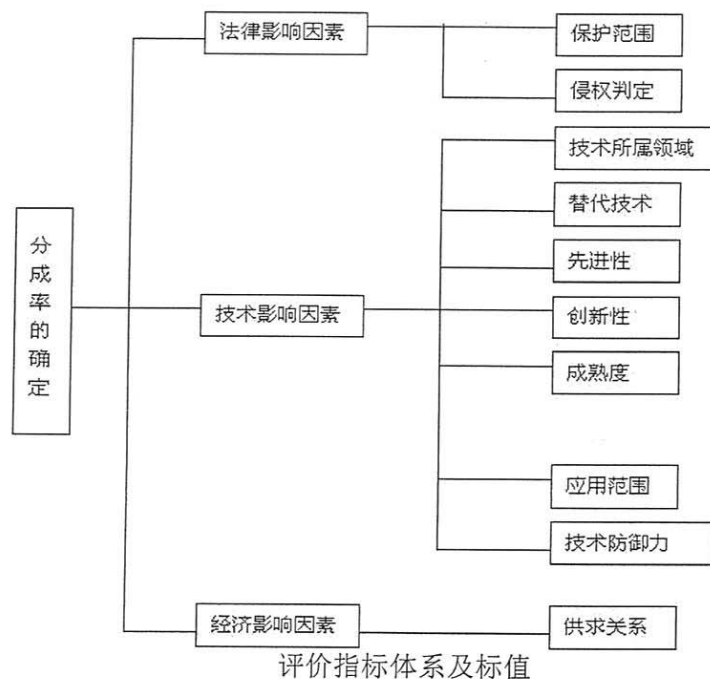 分成率的确定
法律影响因素
保护范围
侵权判定
技术影响因素
技术所属领域
替代技术
先进性
创新性
成熟度
应用范围
技术防御力
经济影响因素
供求关系
评价指标体系及标值